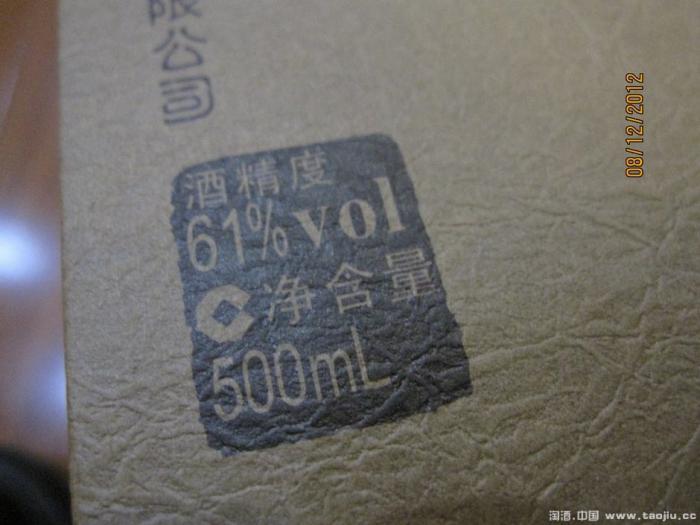 限公司
酒精度
61%vol
净含量
500mL
08/12/2012
淘酒.中国 www.taojiu.cc